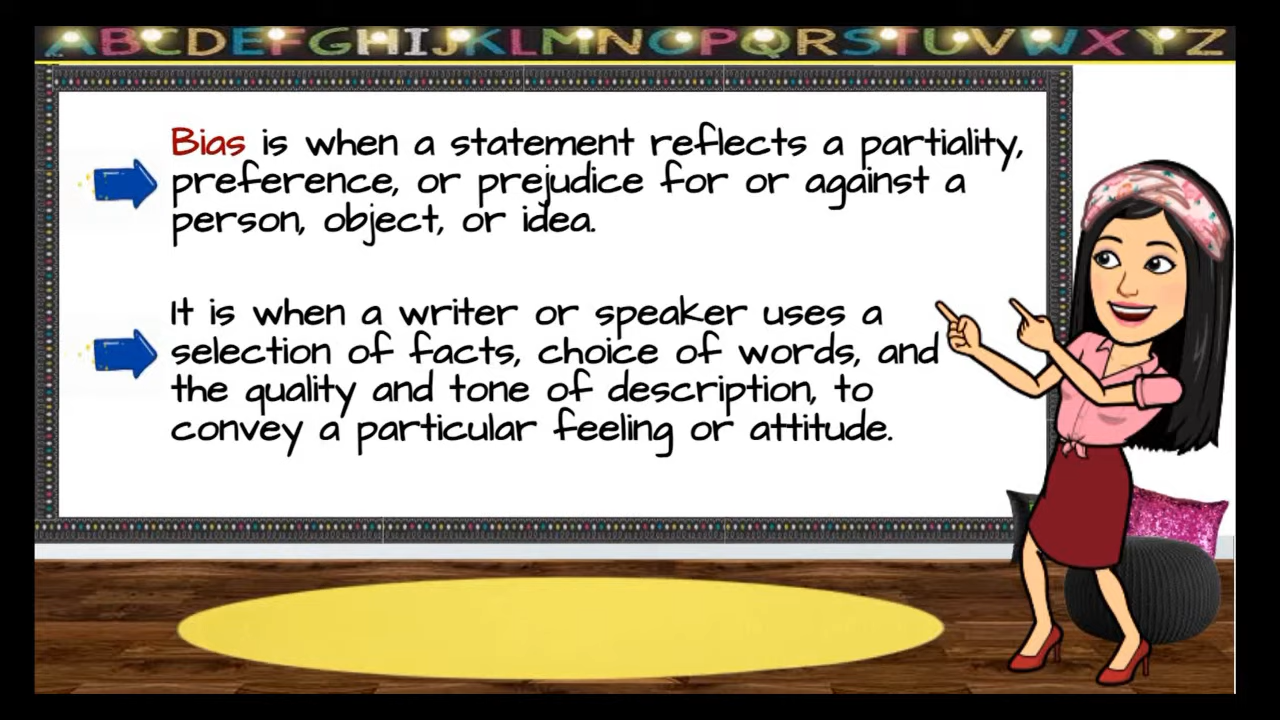 ABCDEFGHIJKLMNOPQRSTUVWXYZ
Bias is when a statement reflects a partiality,
preference, or prejudice for or against a
person, object, or idea.
It is when a writer or speaker uses a
selection of facts, choice of words, and
the quality and tone of description, to
convey a particular feeling or attitude.